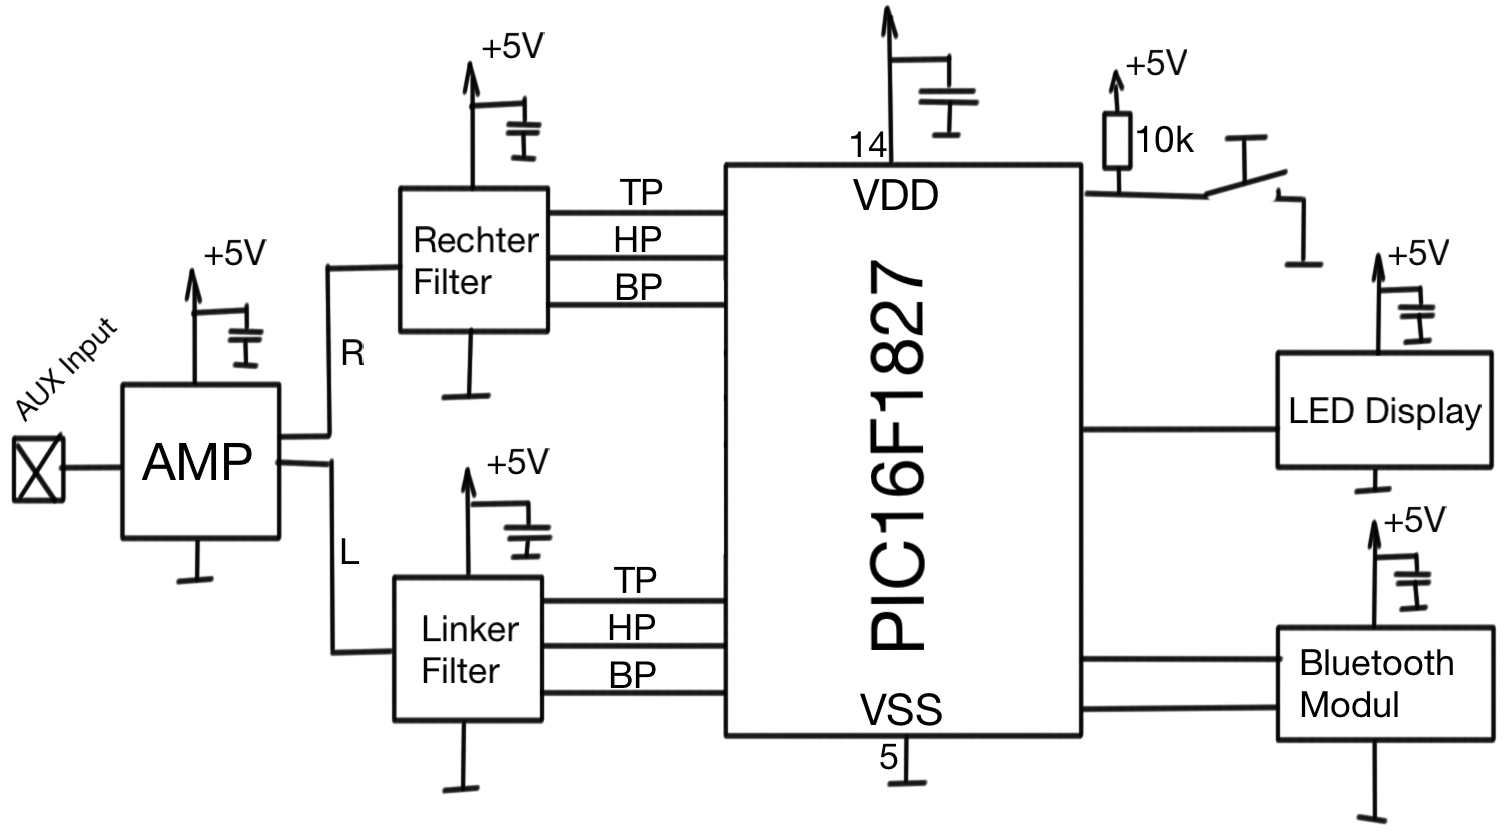 +5V
14
VDD
+5V
10k
TP
HP
BP
Rechter
Filter
+5V
R
AUX Input
AMP
PIC16F1827
+5V
LED Display
+5V
L
TP
HP
BP
Linker
Filter
+5V
Bluetooth
Modul
VSS
5